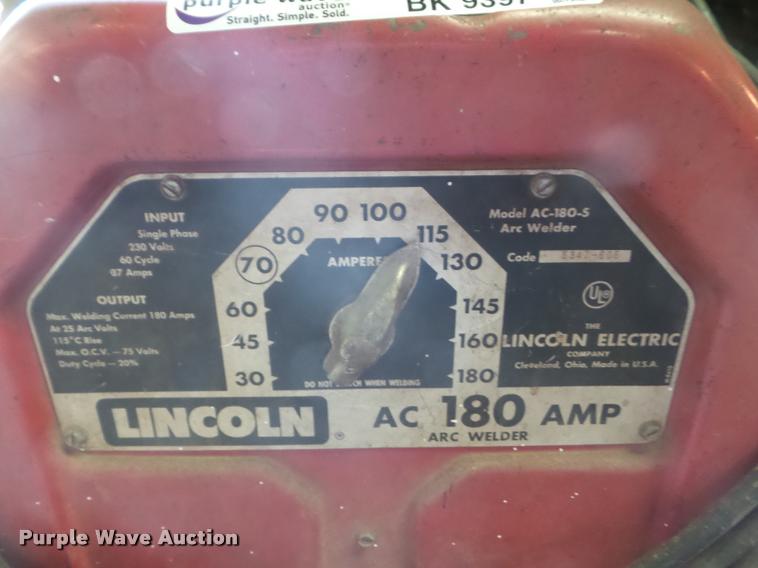 purple
auction
Straight. Simple. Sold.
BK 9397
INPUT
Single Phase
230 Volts
60 Cycle
Amps
OUTPUT
Max. Welding Current 180 Amps
At 25 Arc Volts
115°C Rise
Max. O.C.V. — 75 Volts
Duty Cycle — 20%
90 100
80 115
70 130
60 145
45 160
30 180
DO NOT WHEN WELDING
Model AC-180-S
Arc Welder
Code
THE
LINCOLN ELECTRIC
COMPANY
Cleveland, Ohio, Made in U.S.A.
LINCOLN
AC 180 AMP
ARC WELDER
Purple Wave Auction